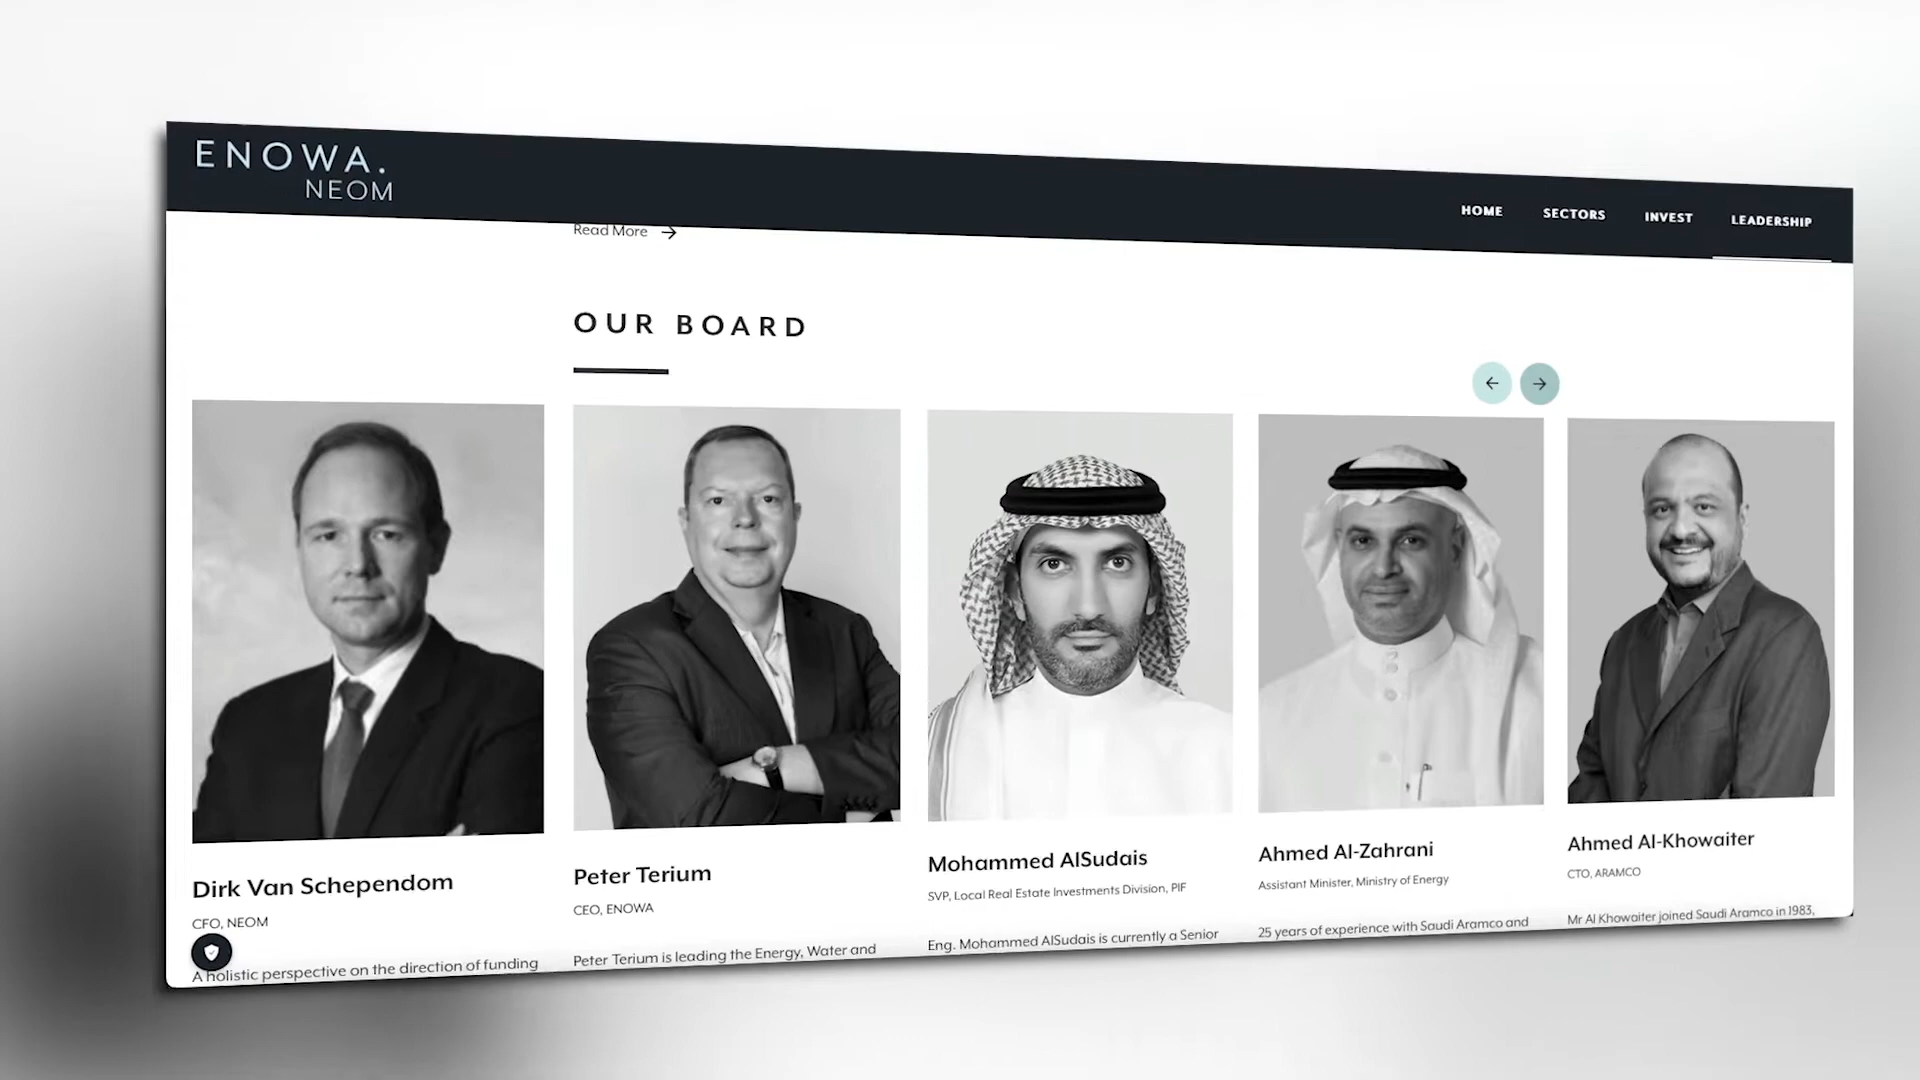 ENOWA.
NEOM
HOME SECTORS INVEST LEADERSHIP
Read More
OUR BOARD
Dirk Van Schependom
CFO, NEOM
A holistic perspective on the direction of funding
Peter Terium
CEO, ENOWA
Peter Terium is leading the Energy, Water and
Mohammed AlSudais
SVP, Local Real Estate Investments Division, PIF
Eng. Mohammed AlSudais is currently a Senior
Ahmed Al-Zahrani
Assistant Minister, Ministry of Energy
25 years of experience with Saudi Aramco and
Ahmed Al-Khowaiter
CTO, ARAMCO
Mr Al Khowaiter joined Saudi Aramco in 1983,